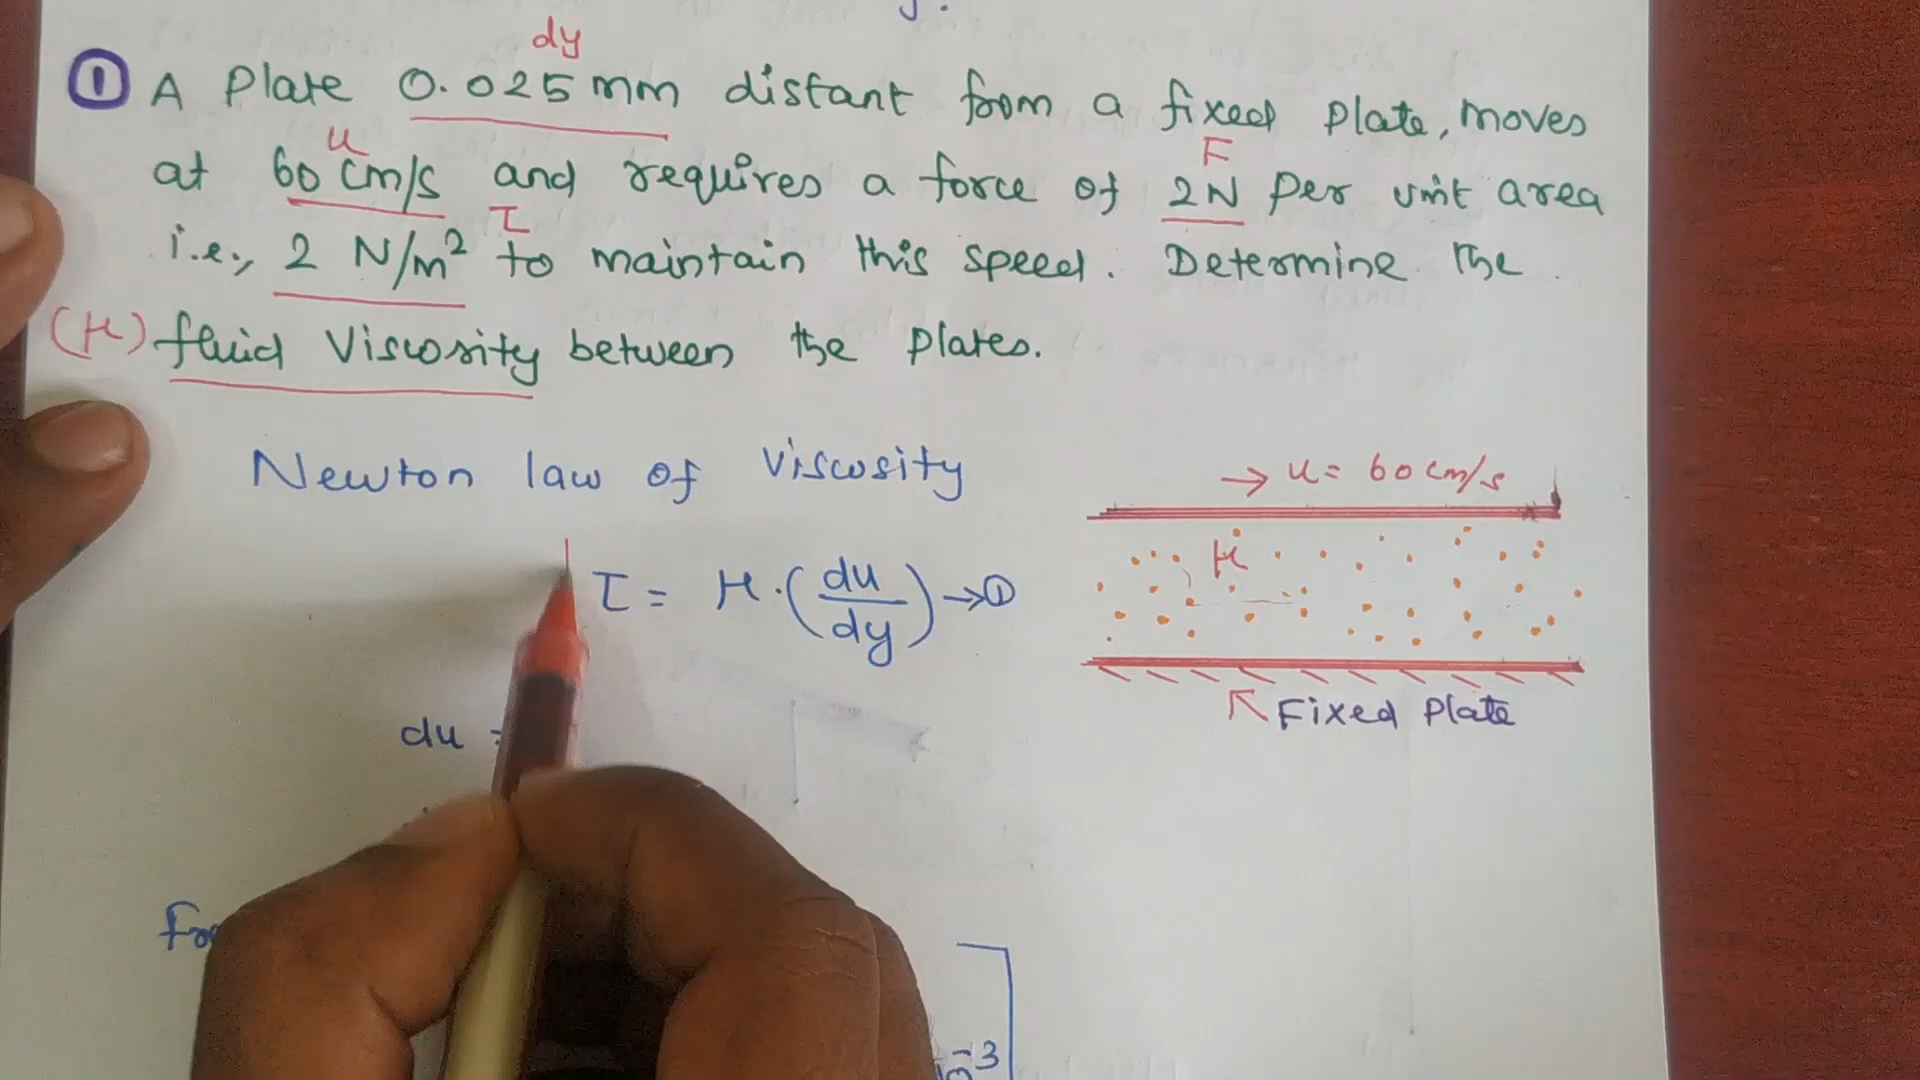 dy
① A Plate 0.025 mm distant from a fixed Plate, moves
u F
at 60 cm/s and requires a force of 2N Per unit area
τ
i.e., 2 N/m² to maintain this speed. Determine the
(μ) fluid Viscosity between the Plates.
Newton law of Viscosity
→ u = 60 cm/s
τ = μ.(du/dy) → ①
μ
Fixed Plate
du =
-3